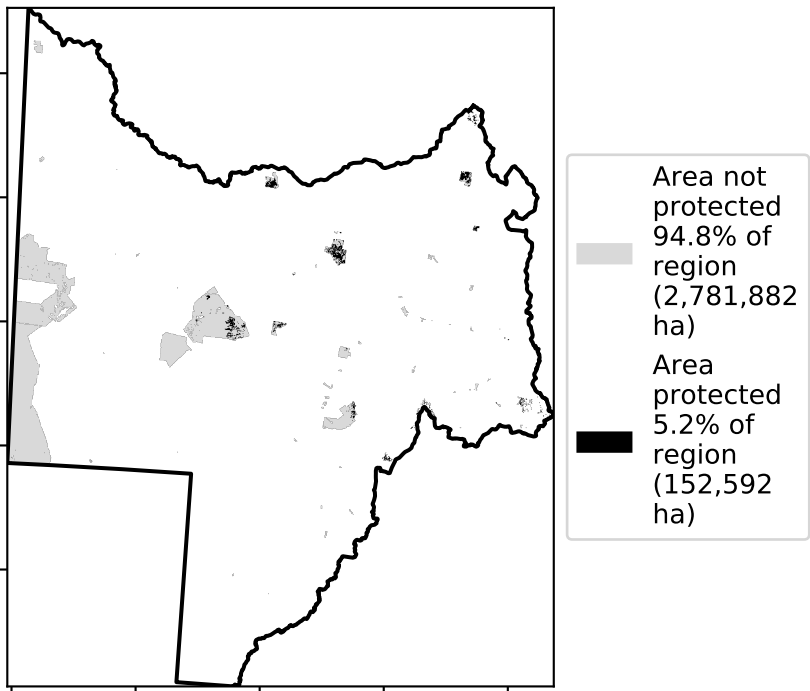 Area not
protected
94.8% of
region
(2,781,882
ha)
Area
protected
5.2% of
region
(152,592
ha)